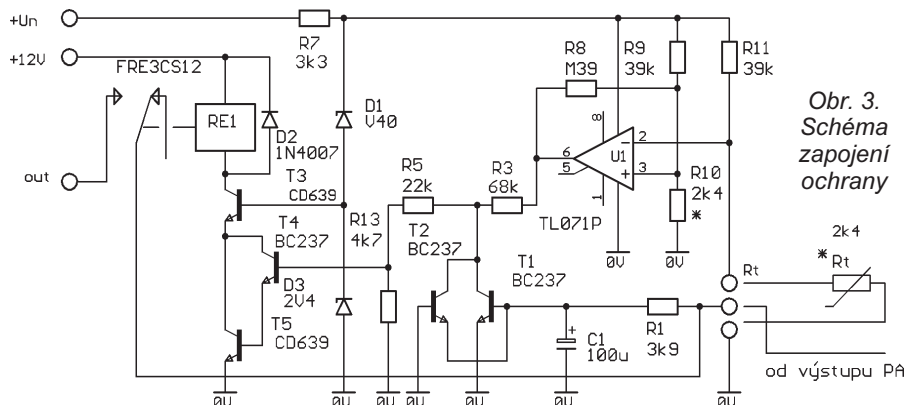 +Un
R7
3k3
+12V
FRE3CS12
RE1
D2
1N4007
D1
V40
out
T3
CD639
T4
BC237
D3
2V4
T5
CD639
R13
4k7
R5
22k
T2
BC237
R3
68k
R8
M39
R9
39k
R11
39k
8
6
5
U1
2
3
1
TL071P
R10
2k4
*
0V
T1
BC237
C1
100u
+
R1
3k9
Rt
2k4
* Rt
od výstupu PA
0V
0V
0V
0V
0V
0V
0V
0V
Obr. 3.
Schéma
zapojení
ochrany